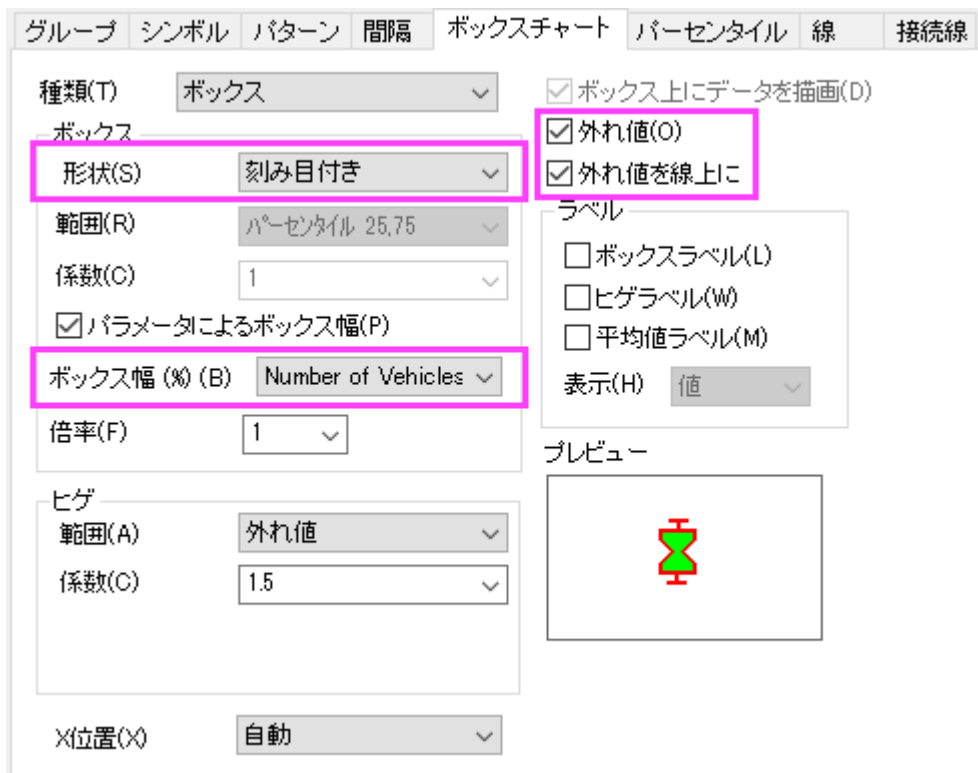 グループ シンボル パターン 間隔 ボックスチャート パーセンタイル 線 接続線
種類(T) ボックス
ボックス
形状(S) 刻み目付き
範囲(R) パーセンタイル 25,75
係数(C) 1
パラメータによるボックス幅(P)
ボックス幅 (%) (B) Number of Vehicles
倍率(F) 1
ヒゲ
範囲(A) 外れ値
係数(C) 1.5
X位置(X) 自動
ボックス上にデータを描画(D)
外れ値(O)
外れ値を線上に
ラベル
ボックスラベル(L)
ヒゲラベル(W)
平均値ラベル(M)
表示(H) 値
プレビュー